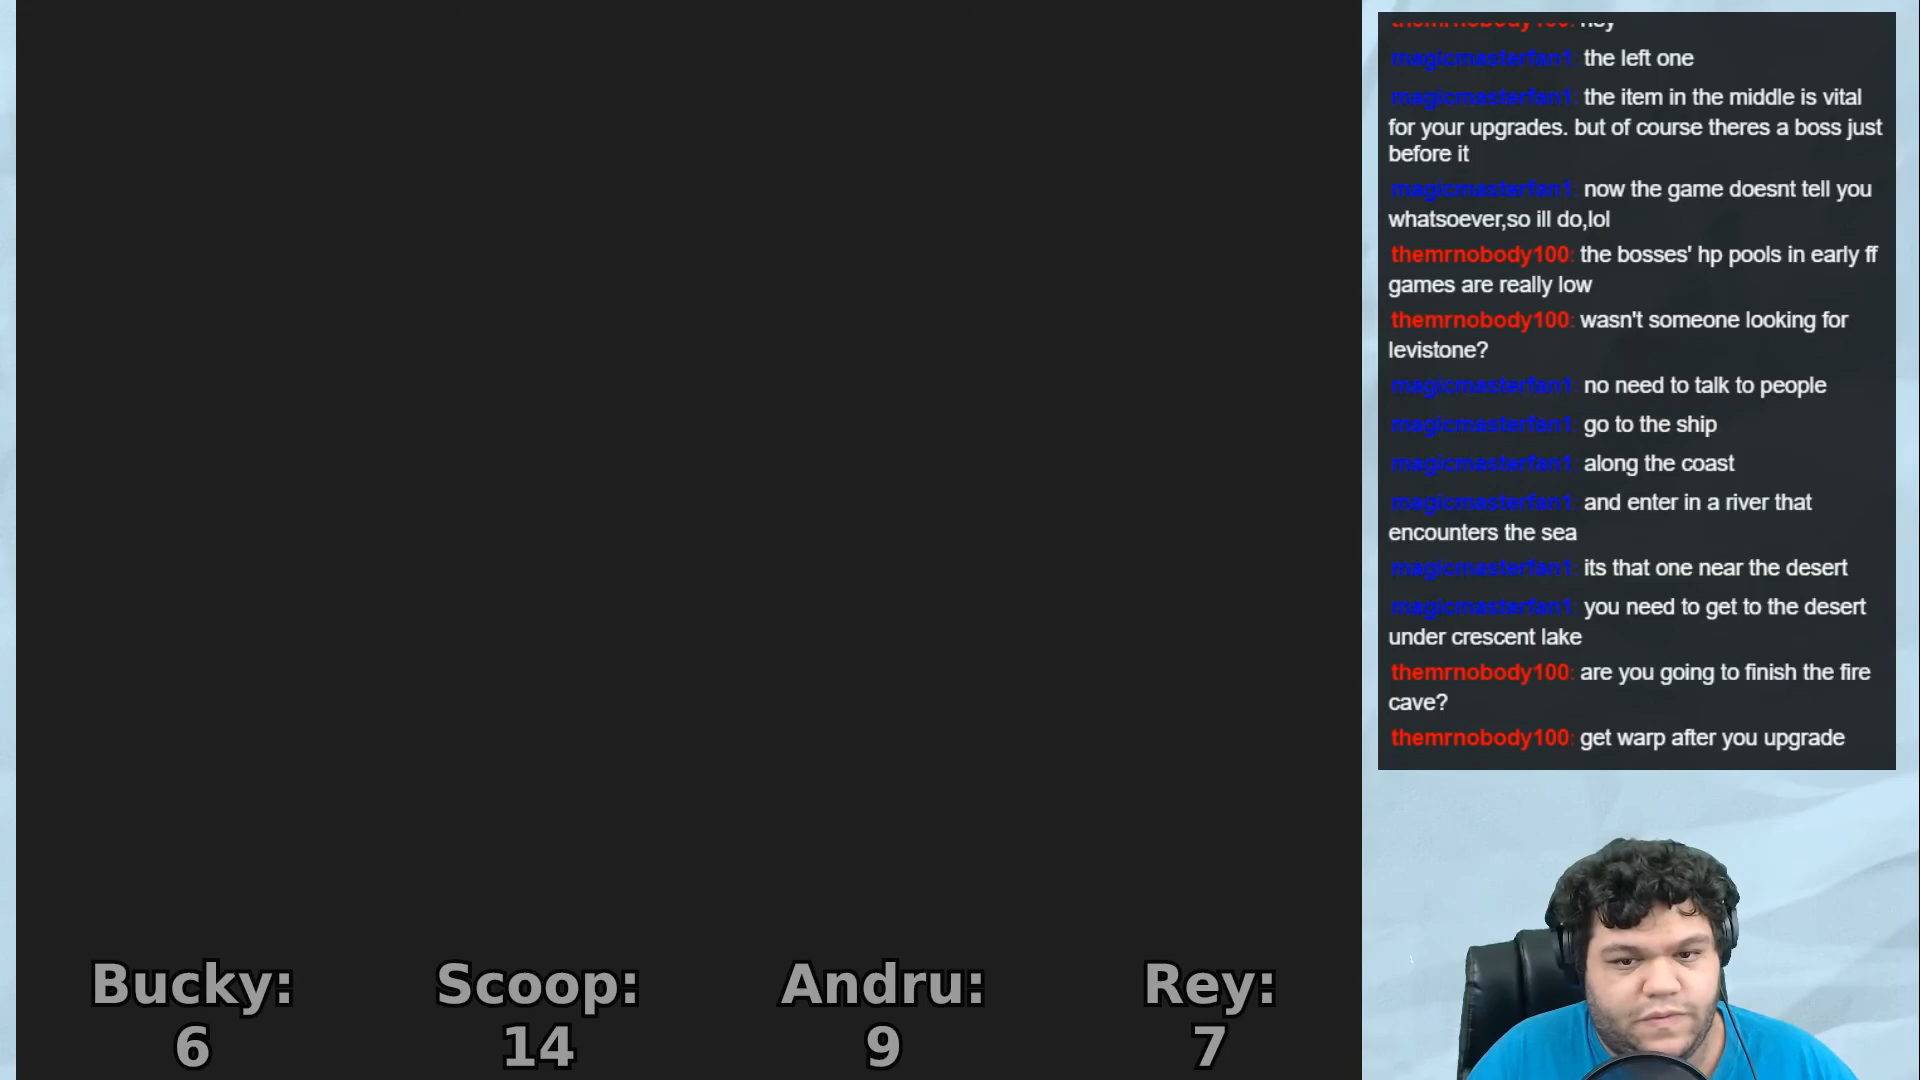 themrnobody100: hey
magicmasterfan1: the left one
magicmasterfan1: the item in the middle is vital
for your upgrades. but of course theres a boss just
before it
magicmasterfan1: now the game doesnt tell you
whatsoever,so ill do,lol
themrnobody100: the bosses' hp pools in early ff
games are really low
themrnobody100: wasn't someone looking for
levistone?
magicmasterfan1: no need to talk to people
magicmasterfan1: go to the ship
magicmasterfan1: along the coast
magicmasterfan1: and enter in a river that
encounters the sea
magicmasterfan1: its that one near the desert
magicmasterfan1: you need to get to the desert
under crescent lake
themrnobody100: are you going to finish the fire
cave?
themrnobody100: get warp after you upgrade
Bucky: Scoop: Andru: Rey:
6 14 9 7